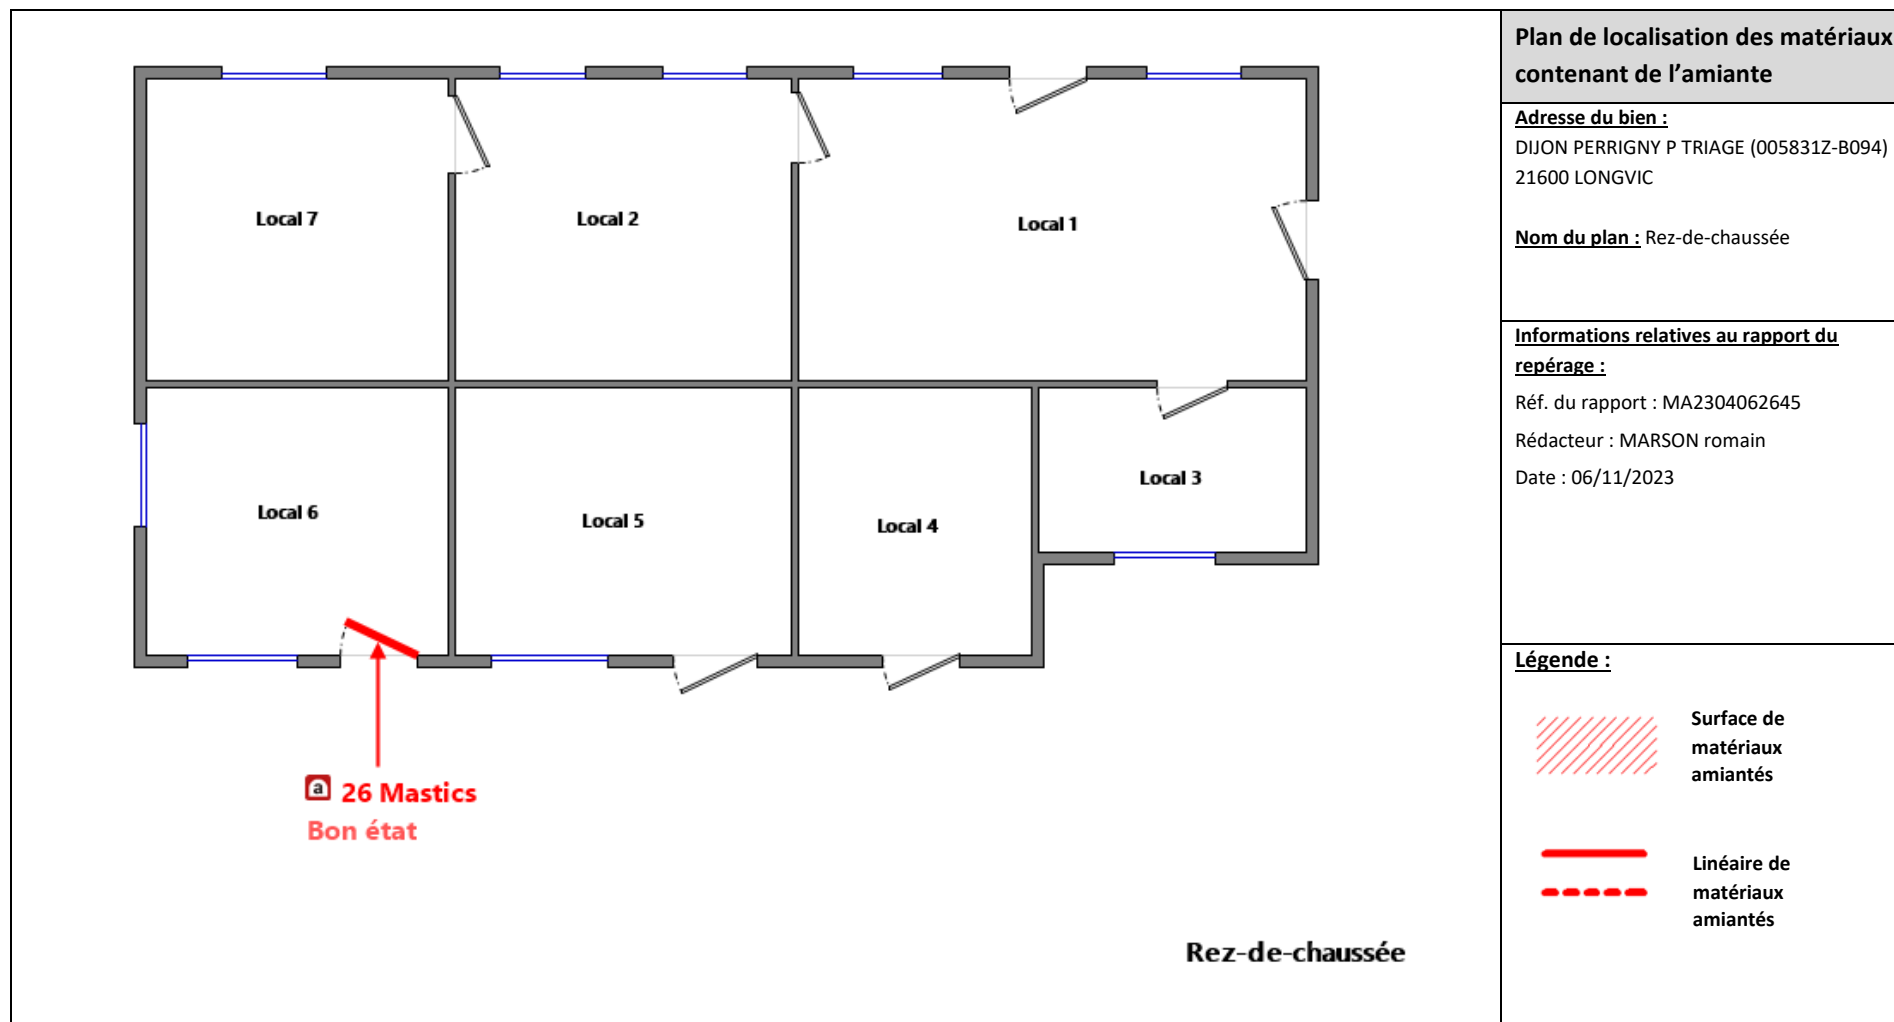 Plan de localisation des matériaux
contenant de l’amiante
Adresse du bien :
DIJON PERRIGNY P TRIAGE (005831Z-B094)
21600 LONGVIC
Nom du plan : Rez-de-chaussée
Informations relatives au rapport du
repérage :
Réf. du rapport : MA2304062645
Rédacteur : MARSON romain
Date : 06/11/2023
Légende :
Surface de
matériaux
amiantés
Linéaire de
matériaux
amiantés
Local 7
Local 2
Local 1
Local 6
Local 5
Local 4
Local 3
a 26 Mastics
Bon état
Rez-de-chaussée